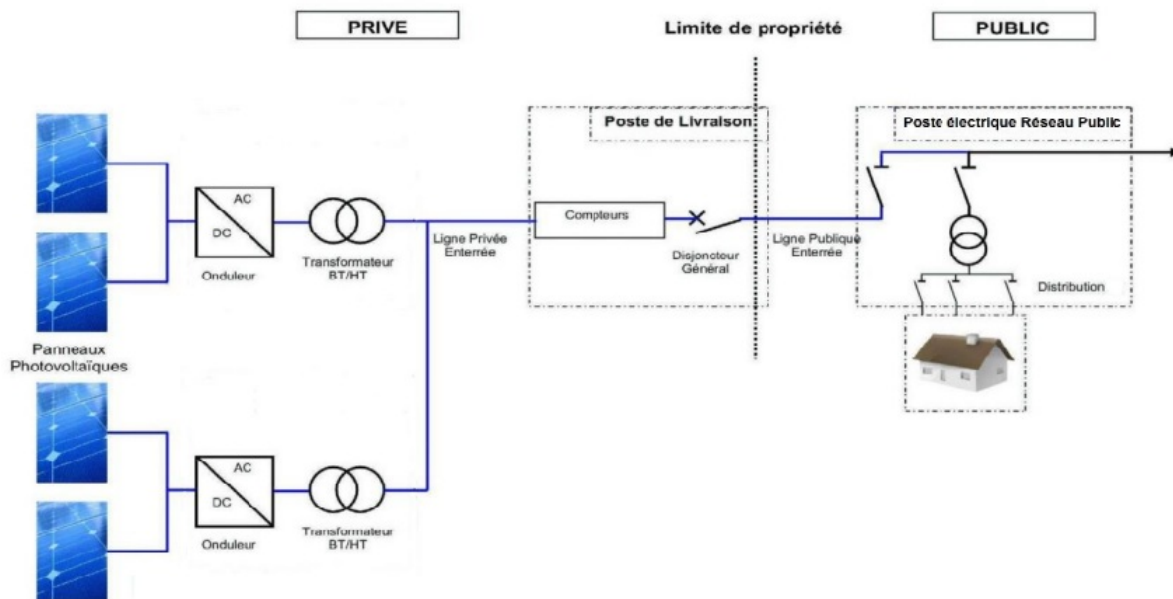 PRIVE
Limite de propriété
PUBLIC
Poste de Livraison
Poste électrique Réseau Public
AC
DC
Onduleur
Transformateur
BT/HT
Ligne Privée
Enterrée
Compteurs
Disjoncteur
Général
Ligne Publique
Enterrée
Distribution
Panneaux
Photovoltaïques
AC
DC
Onduleur
Transformateur
BT/HT